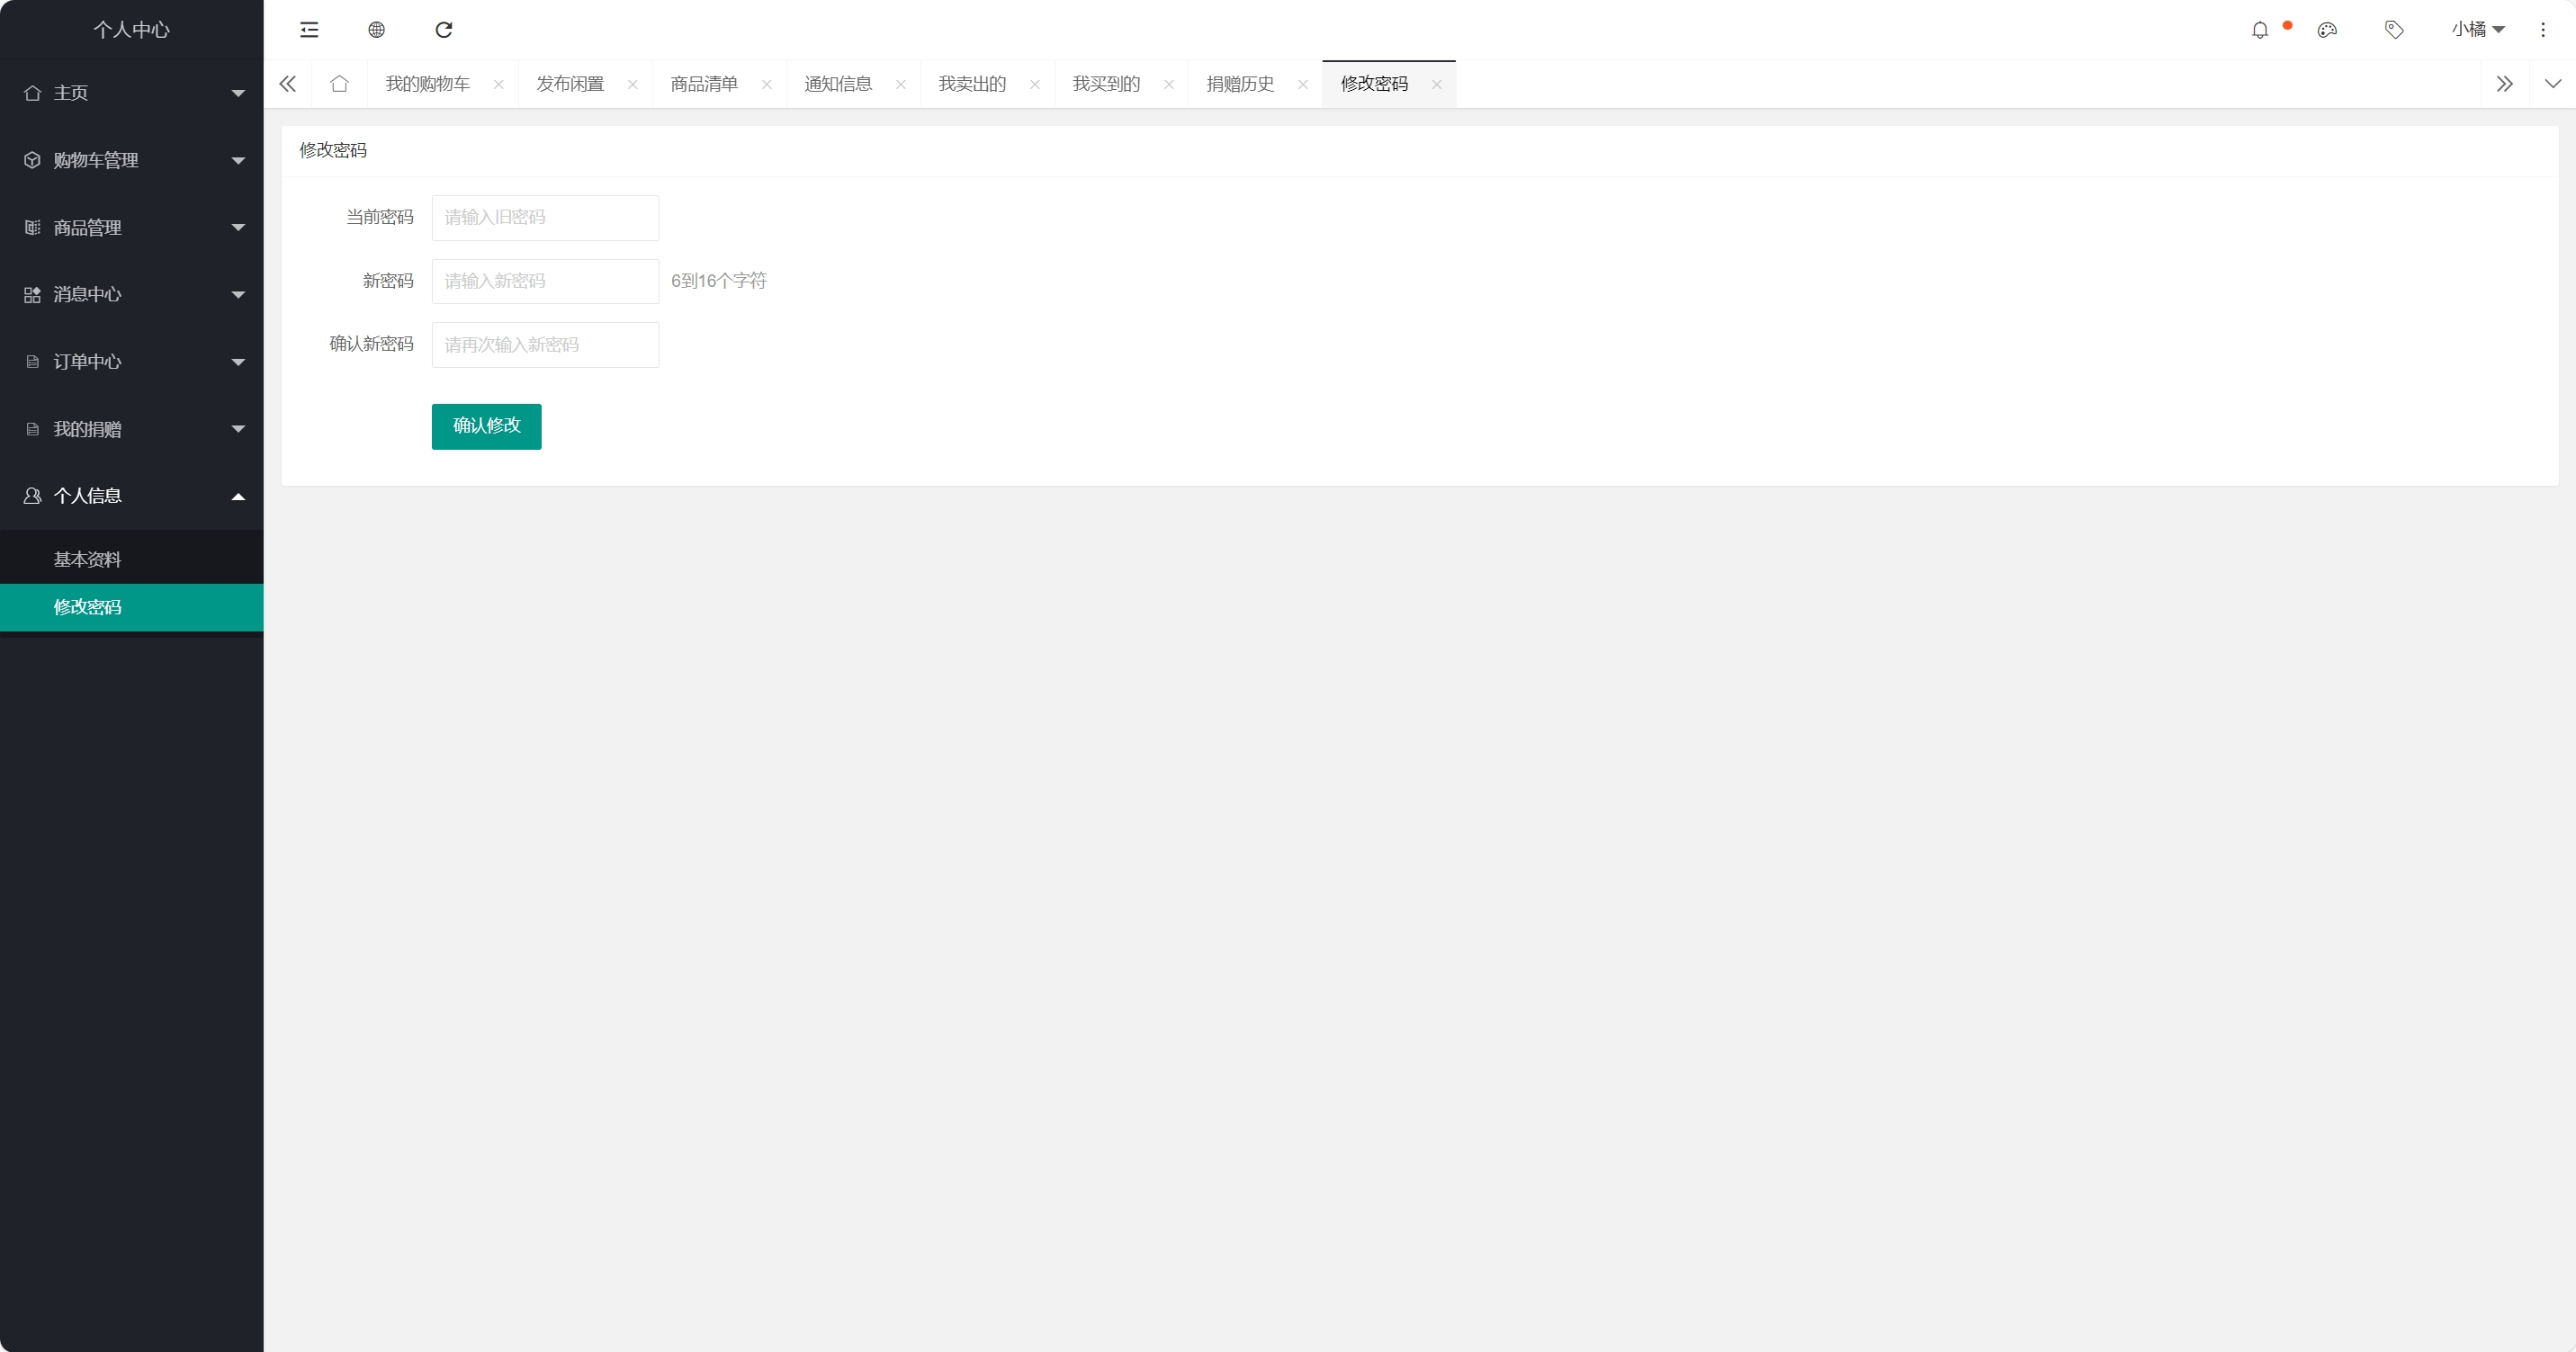 个人中心
小橘
主页
购物车管理
商品管理
消息中心
订单中心
我的捐赠
个人信息
基本资料
修改密码
我的购物车
发布闲置
商品清单
通知信息
我卖出的
我买到的
捐赠历史
修改密码
修改密码
当前密码 请输入旧密码
新密码 请输入新密码 6到16个字符
确认新密码 请再次输入新密码
确认修改